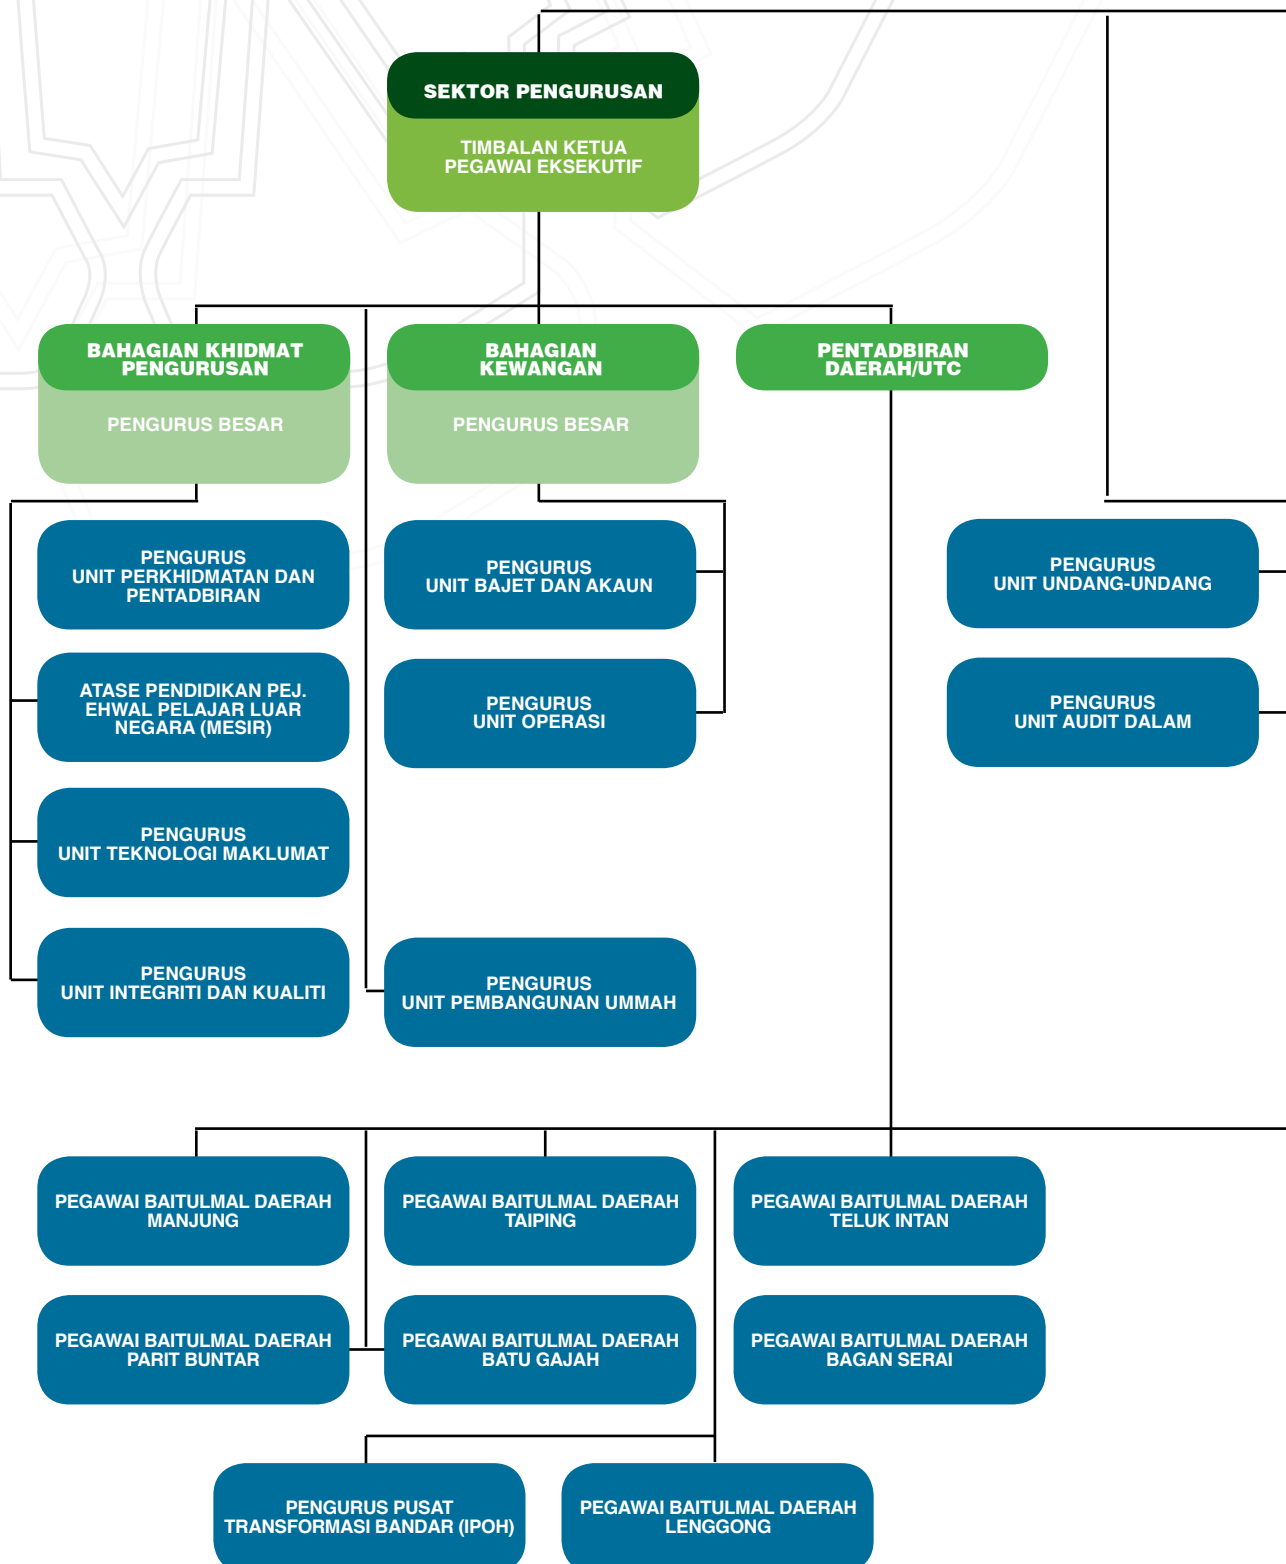 SEKTOR PENGURUSAN
TIMBALAN KETUA
PEGAWAI EKSEKUTIF
BAHAGIAN KHIDMAT
PENGURUSAN
PENGURUS BESAR
BAHAGIAN
KEWANGAN
PENGURUS BESAR
PENTADBIRAN
DAERAH/UTC
PENGURUS
UNIT PERKHIDMATAN DAN
PENTADBIRAN
PENGURUS
UNIT BAJET DAN AKAUN
PENGURUS
UNIT UNDANG-UNDANG
ATASE PENDIDIKAN PEJ.
EHWAL PELAJAR LUAR
NEGARA (MESIR)
PENGURUS
UNIT OPERASI
PENGURUS
UNIT AUDIT DALAM
PENGURUS
UNIT TEKNOLOGI MAKLUMAT
PENGURUS
UNIT INTEGRITI DAN KUALITI
PENGURUS
UNIT PEMBANGUNAN UMMAH
PEGAWAI BAITULMAL DAERAH
MANJUNG
PEGAWAI BAITULMAL DAERAH
TAIPING
PEGAWAI BAITULMAL DAERAH
TELUK INTAN
PEGAWAI BAITULMAL DAERAH
PARIT BUNTAR
PEGAWAI BAITULMAL DAERAH
BATU GAJAH
PEGAWAI BAITULMAL DAERAH
BAGAN SERAI
PENGURUS PUSAT
TRANSFORMASI BANDAR (IPOH)
PEGAWAI BAITULMAL DAERAH
LENGGONG